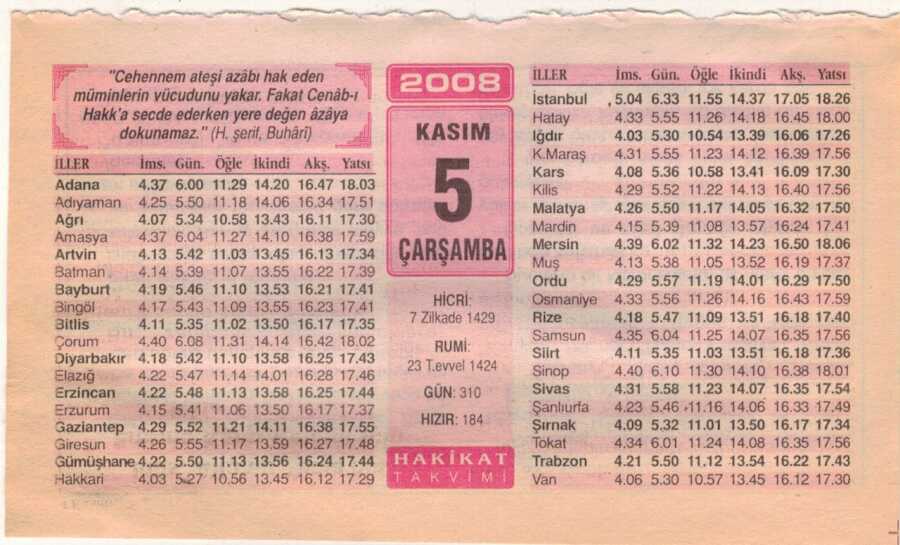 "Cehennem ateşi azâbı hak eden
müminlerin vücudunu yakar. Fakat Cenâb-ı
Hakk'a secde ederken yere değen âzâya
dokunamaz." (H. şerif, Buhârî)
İLLER İms. Gün. Öğle İkindi Akş. Yatsı
Adana 4.37 6.00 11.29 14.20 16.47 18.03
Adıyaman 4.25 5.50 11.18 14.06 16.34 17.51
Ağrı 4.07 5.34 10.58 13.43 16.11 17.30
Amasya 4.37 6.04 11.27 14.10 16.38 17.59
Artvin 4.13 5.42 11.03 13.45 16.13 17.34
Batman 4.14 5.39 11.07 13.55 16.22 17.39
Bayburt 4.19 5.46 11.10 13.53 16.21 17.41
Bingöl 4.17 5.43 11.09 13.55 16.23 17.41
Bitlis 4.11 5.35 11.02 13.50 16.17 17.35
Çorum 4.40 6.08 11.31 14.14 16.42 18.02
Diyarbakır 4.18 5.42 11.10 13.58 16.25 17.43
Elazığ 4.22 5.47 11.14 14.01 16.28 17.46
Erzincan 4.22 5.48 11.13 13.58 16.25 17.44
Erzurum 4.15 5.41 11.06 13.50 16.17 17.37
Gaziantep 4.29 5.52 11.21 14.11 16.38 17.55
Giresun 4.26 5.55 11.17 13.59 16.27 17.48
Gümüşhane 4.22 5.50 11.13 13.56 16.24 17.44
Hakkari 4.03 5.27 10.56 13.45 16.12 17.29
2008
KASIM
5
ÇARŞAMBA
HİCRİ:
7 Zilkade 1429
RUMİ:
23 T.evvel 1424
GÜN: 310
HIZIR: 184
HAKİKAT
TAKVİMİ
İLLER İms. Gün. Öğle İkindi Akş. Yatsı
İstanbul 5.04 6.33 11.55 14.37 17.05 18.26
Hatay 4.33 5.55 11.26 14.18 16.45 18.00
Iğdır 4.03 5.30 10.54 13.39 16.06 17.26
K.Maraş 4.31 5.55 11.23 14.12 16.39 17.56
Kars 4.08 5.36 10.58 13.41 16.09 17.30
Kilis 4.29 5.52 11.22 14.13 16.40 17.56
Malatya 4.26 5.50 11.17 14.05 16.32 17.50
Mardin 4.15 5.39 11.08 13.57 16.24 17.41
Mersin 4.39 6.02 11.32 14.23 16.50 18.06
Muş 4.13 5.38 11.05 13.52 16.19 17.37
Ordu 4.29 5.57 11.19 14.01 16.29 17.50
Osmaniye 4.33 5.56 11.26 14.16 16.43 17.59
Rize 4.18 5.47 11.09 13.51 16.18 17.40
Samsun 4.35 6.04 11.25 14.07 16.35 17.56
Siirt 4.11 5.35 11.03 13.51 16.18 17.36
Sinop 4.40 6.10 11.30 14.10 16.38 18.01
Sivas 4.31 5.58 11.23 14.07 16.35 17.54
Şanlıurfa 4.23 5.46 11.16 14.06 16.33 17.49
Şırnak 4.09 5.32 11.01 13.50 16.17 17.34
Tokat 4.34 6.01 11.24 14.08 16.35 17.56
Trabzon 4.21 5.50 11.12 13.54 16.22 17.43
Van 4.06 5.30 10.57 13.45 16.12 17.30